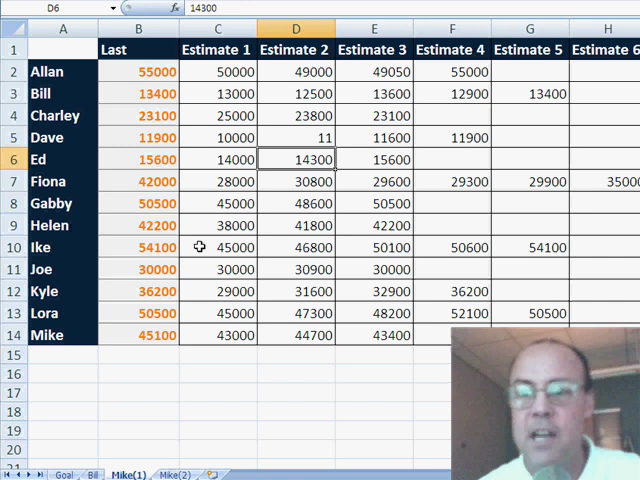 D6 14300
A B C D E F G H
1 Last Estimate 1 Estimate 2 Estimate 3 Estimate 4 Estimate 5 Estimate 6
2 Allan 55000 50000 49000 49050 55000
3 Bill 13400 13000 12500 13600 12900 13400
4 Charley 23100 25000 23800 23100
5 Dave 11900 10000 11 11600 11900
6 Ed 15600 14000 14300 15600
7 Fiona 42000 28000 30800 29600 29300 29900 35000
8 Gabby 50500 45000 48600 50500
9 Helen 42200 38000 41800 42200
10 Ike 54100 45000 46800 50100 50600 54100
11 Joe 30000 30000 30900 30000
12 Kyle 36200 29000 31600 32900 36200
13 Lora 50500 45000 47300 48200 52100 50500
14 Mike 45100 43000 44700 43400
15
16
17
18
19
20
21
Goal Bill Mike(1) Mike(2)